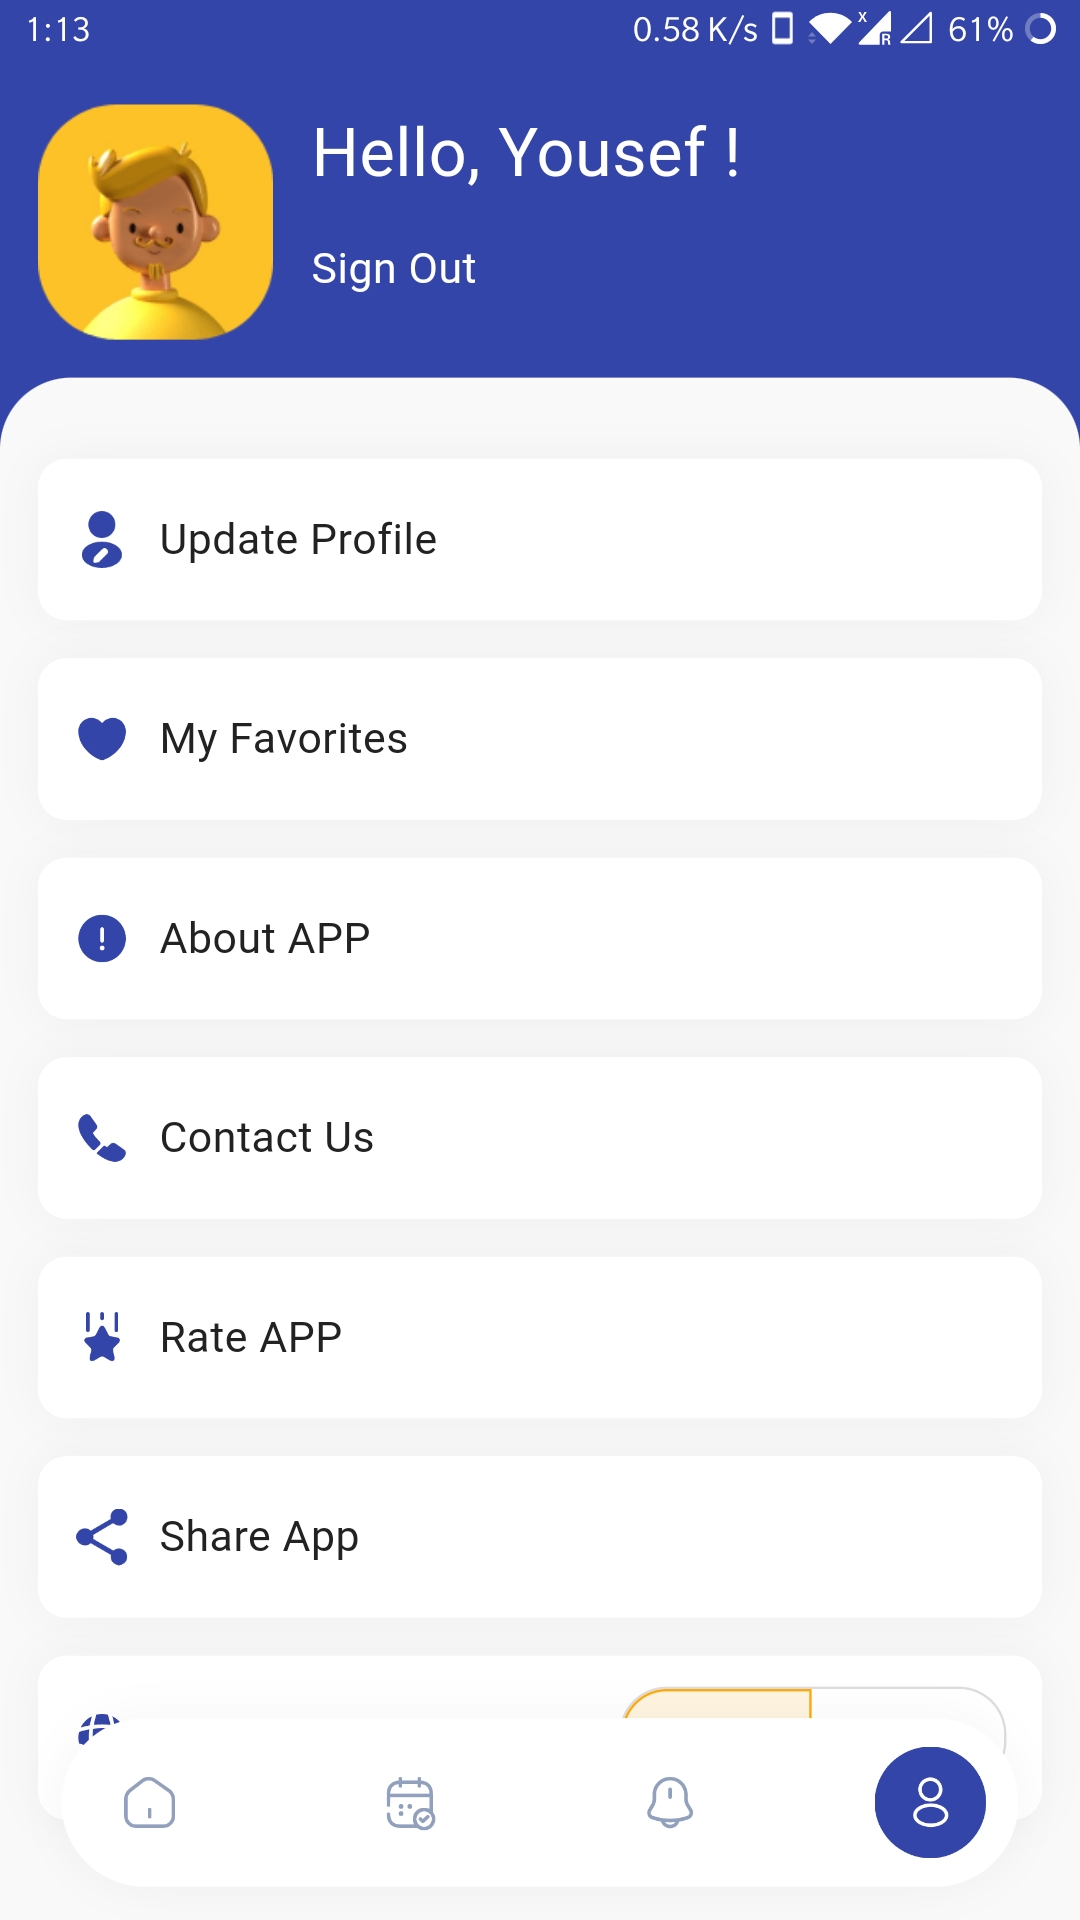 1:13 0.58 K/s X R 61%
Hello, Yousef !
Sign Out
Update Profile
My Favorites
About APP
Contact Us
Rate APP
Share App